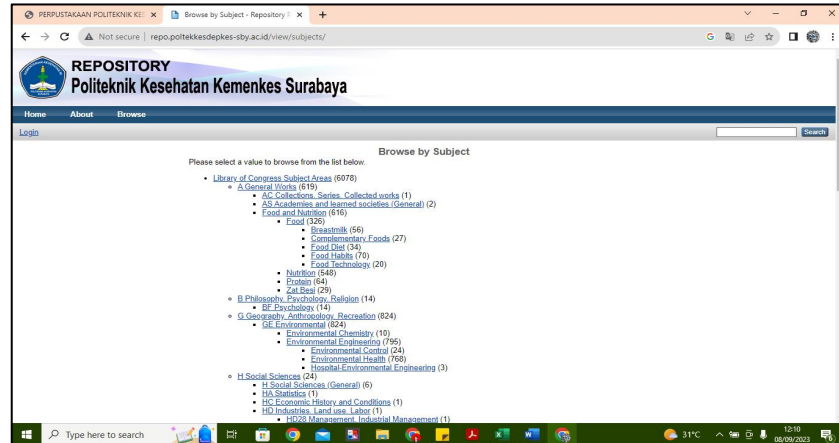 PERPUSTAKAAN POLITEKNIK KES
Browse by Subject - Repository P
Not secure | repo.poltekkesdepkes-sby.ac.id/view/subjects/
REPOSITORY
Politeknik Kesehatan Kemenkes Surabaya
Home About Browse
Login Search
Browse by Subject
Please select a value to browse from the list below.
Library of Congress Subject Areas (6078)
A General Works (619)
AC Collections. Series. Collected works (1)
AS Academies and learned societies (General) (2)
Food and Nutrition (616)
Food (326)
Breastmilk (56)
Complementary Foods (27)
Food Diet (34)
Food Habits (70)
Food Technology (20)
Nutrition (548)
Protein (64)
Zat Besi (29)
B Philosophy. Psychology. Religion (14)
BF Psychology (14)
G Geography. Anthropology. Recreation (824)
GE Environmental (824)
Environmental Chemistry (10)
Environmental Engineering (795)
Environmental Control (24)
Environmental Health (768)
Hospital-Environmental Engineering (3)
H Social Sciences (24)
H Social Sciences (General) (6)
HA Statistics (1)
HC Economic History and Conditions (1)
HD Industries. Land use. Labor (1)
HD28 Management. Industrial Management (1)
Type here to search
31°C
12:10
08/09/2023